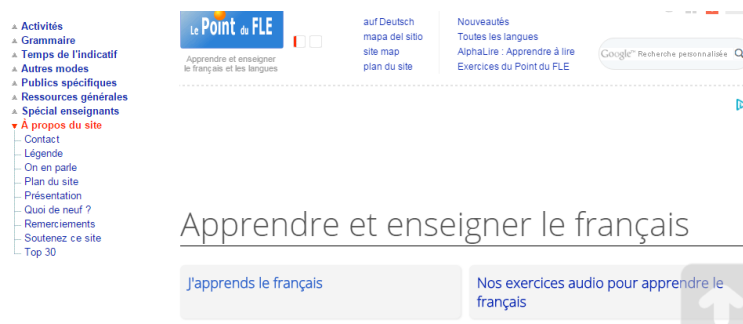 Activités
Grammaire
Temps de l'indicatif
Autres modes
Publics spécifiques
Ressources générales
Spécial enseignants
À propos du site
Contact
Légende
On en parle
Plan du site
Présentation
Quoi de neuf ?
Remerciements
Soutenez ce site
Top 30
Le Point du FLE
Apprendre et enseigner
le français et les langues
auf Deutsch
mapa del sitio
site map
plan du site
Nouveautés
Toutes les langues
AlphaLire : Apprendre à lire
Exercices du Point du FLE
Google™ Recherche personnalisée
Apprendre et enseigner le français
J'apprends le français
Nos exercices audio pour apprendre le
français